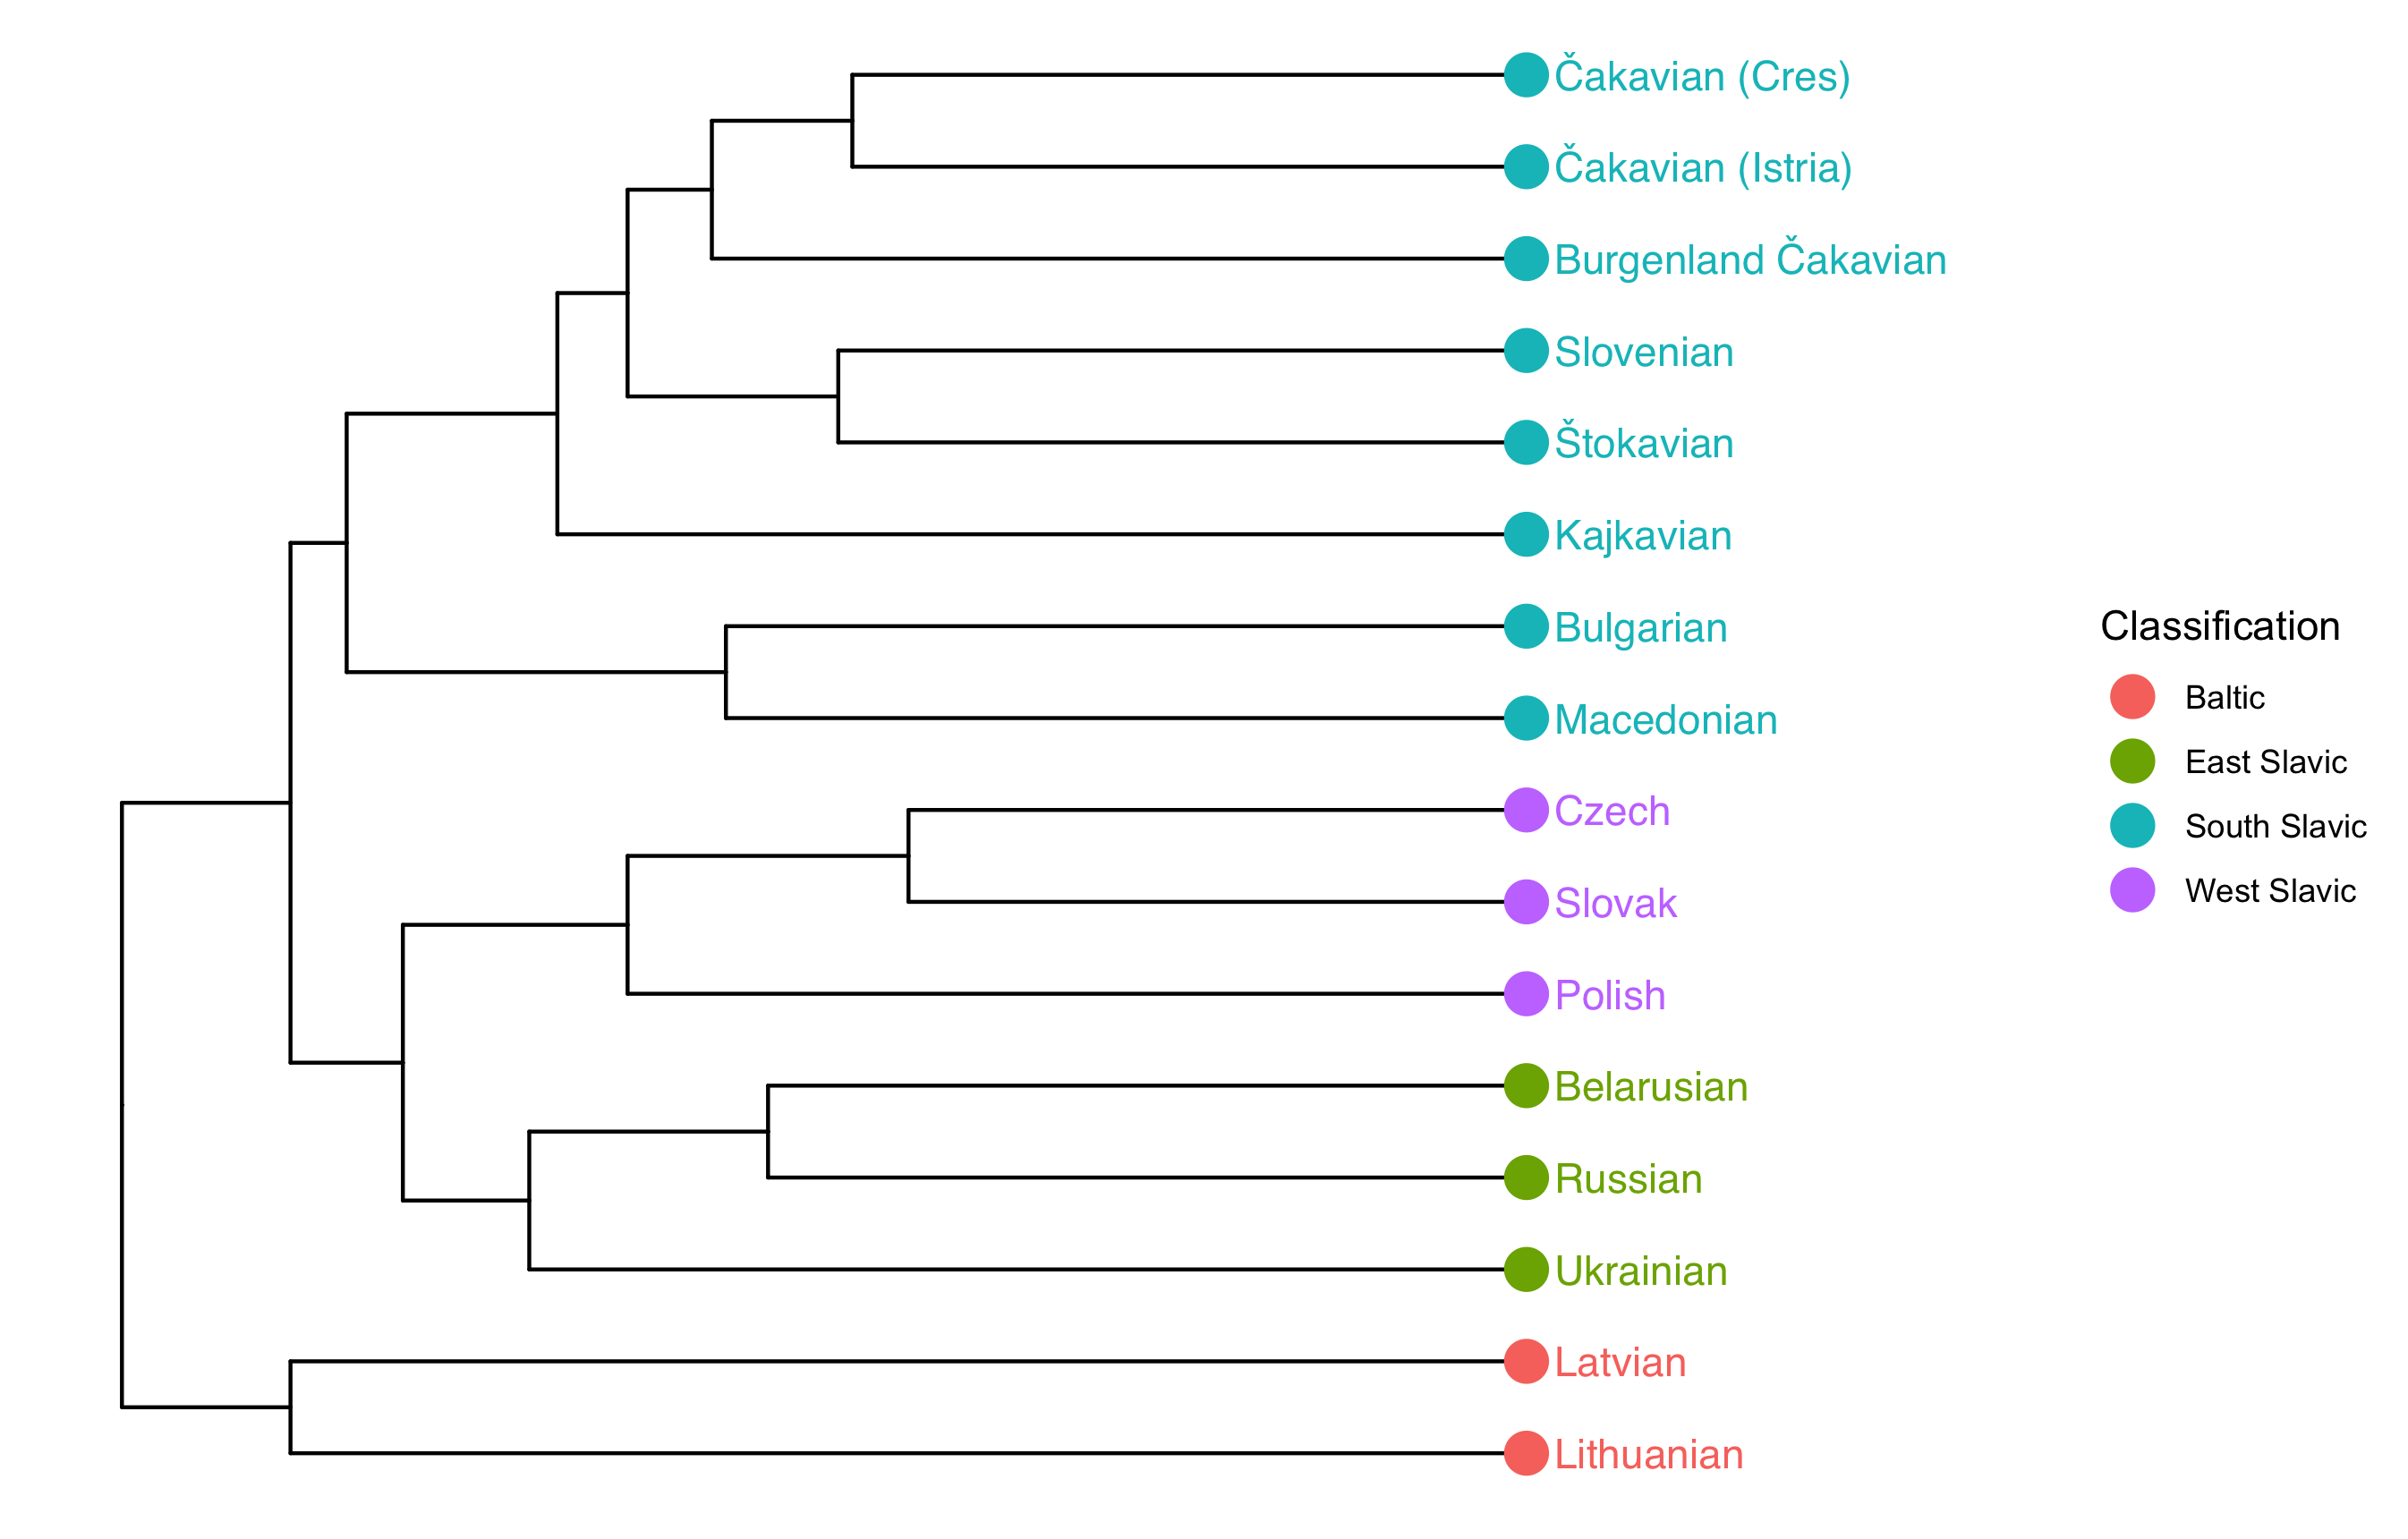 Čakavian (Cres)
Čakavian (Istria)
Burgenland Čakavian
Slovenian
Štokavian
Kajkavian
Bulgarian
Macedonian
Czech
Slovak
Polish
Belarusian
Russian
Ukrainian
Latvian
Lithuanian
Classification
Baltic
East Slavic
South Slavic
West Slavic